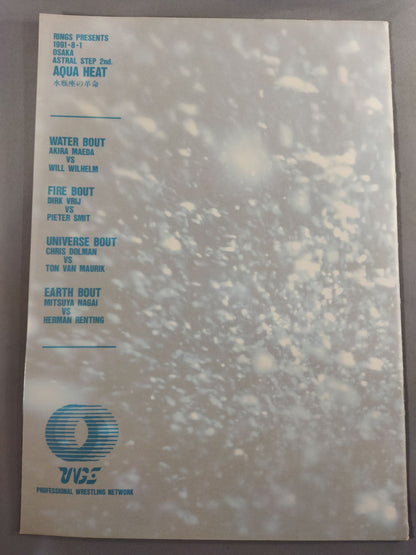 RINGS PRESENTS
1991-8-1
OSAKA
ASTRAL STEP 2nd.
AQUA HEAT
水瓶座の革命
WATER BOUT
AKIRA MAEDA
VS
WILL WILHELM
FIRE BOUT
DIRK VRIJ
VS
PIETER SMIT
UNIVERSE BOUT
CHRIS DOLMAN
VS
TON VAN MAURIK
EARTH BOUT
MITSUYA NAGAI
VS
HERMAN RENTING
PROFESSIONAL WRESTLING NETWORK